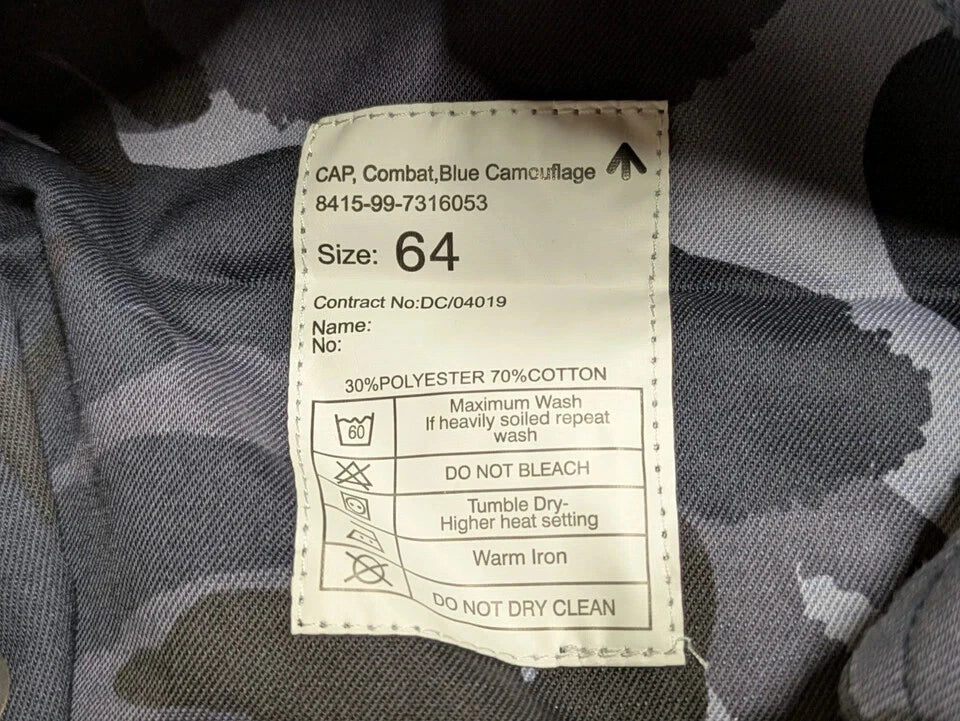 CAP, Combat,Blue Camouflage
8415-99-7316053
Size: 64
Contract No:DC/04019
Name:
No:
30%POLYESTER 70%COTTON
60
Maximum Wash
If heavily soiled repeat
wash
DO NOT BLEACH
Tumble Dry-
Higher heat setting
Warm Iron
DO NOT DRY CLEAN